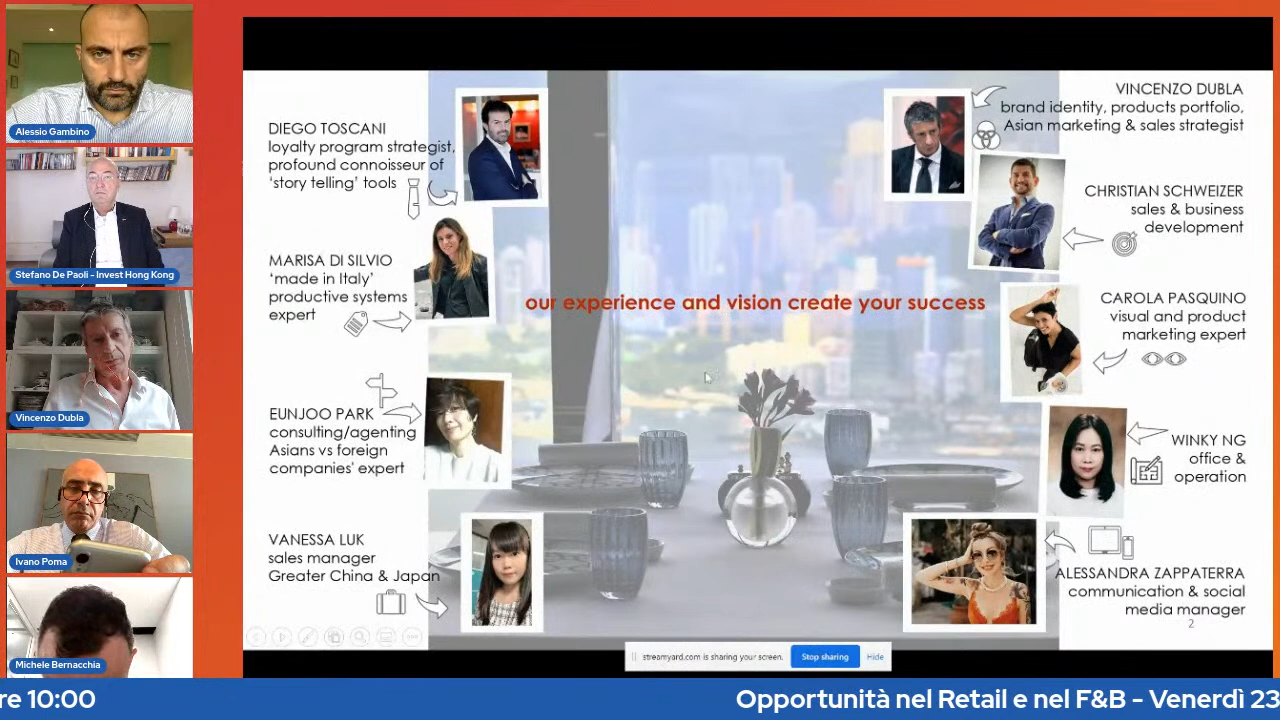 Alessio Gambino
Stefano De Paoli - Invest Hong Kong
Vincenzo Dubla
Ivano Poma
Michele Bernacchia
DIEGO TOSCANI
loyalty program strategist,
profound connoisseur of
‘story telling’ tools
MARISA DI SILVIO
‘made in Italy’
productive systems
expert
EUNJOO PARK
consulting/agenting
Asians vs foreign
companies' expert
VANESSA LUK
sales manager
Greater China & Japan
our experience and vision create your success
VINCENZO DUBLA
brand identity, products portfolio,
Asian marketing & sales strategist
CHRISTIAN SCHWEIZER
sales & business
development
CAROLA PASQUINO
visual and product
marketing expert
WINKY NG
office &
operation
ALESSANDRA ZAPPATERRA
communication & social
media manager
2
streamyard.com is sharing your screen.
Stop sharing
Hide
re 10:00
Opportunità nel Retail e nel F&B - Venerdì 23